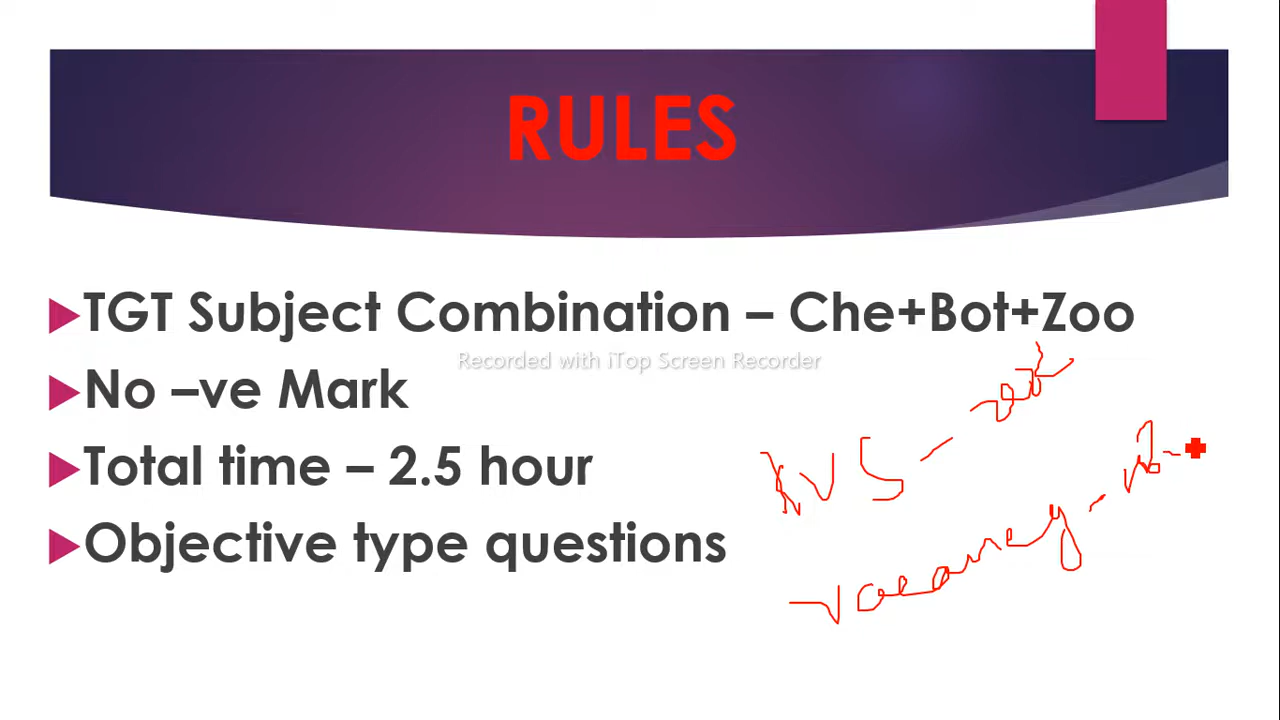 RULES
TGT Subject Combination – Che+Bot+Zoo
Recorded with iTop Screen Recorder
No –ve Mark
KVS –
Total time – 2.5 hour
vacancy –
Objective type questions